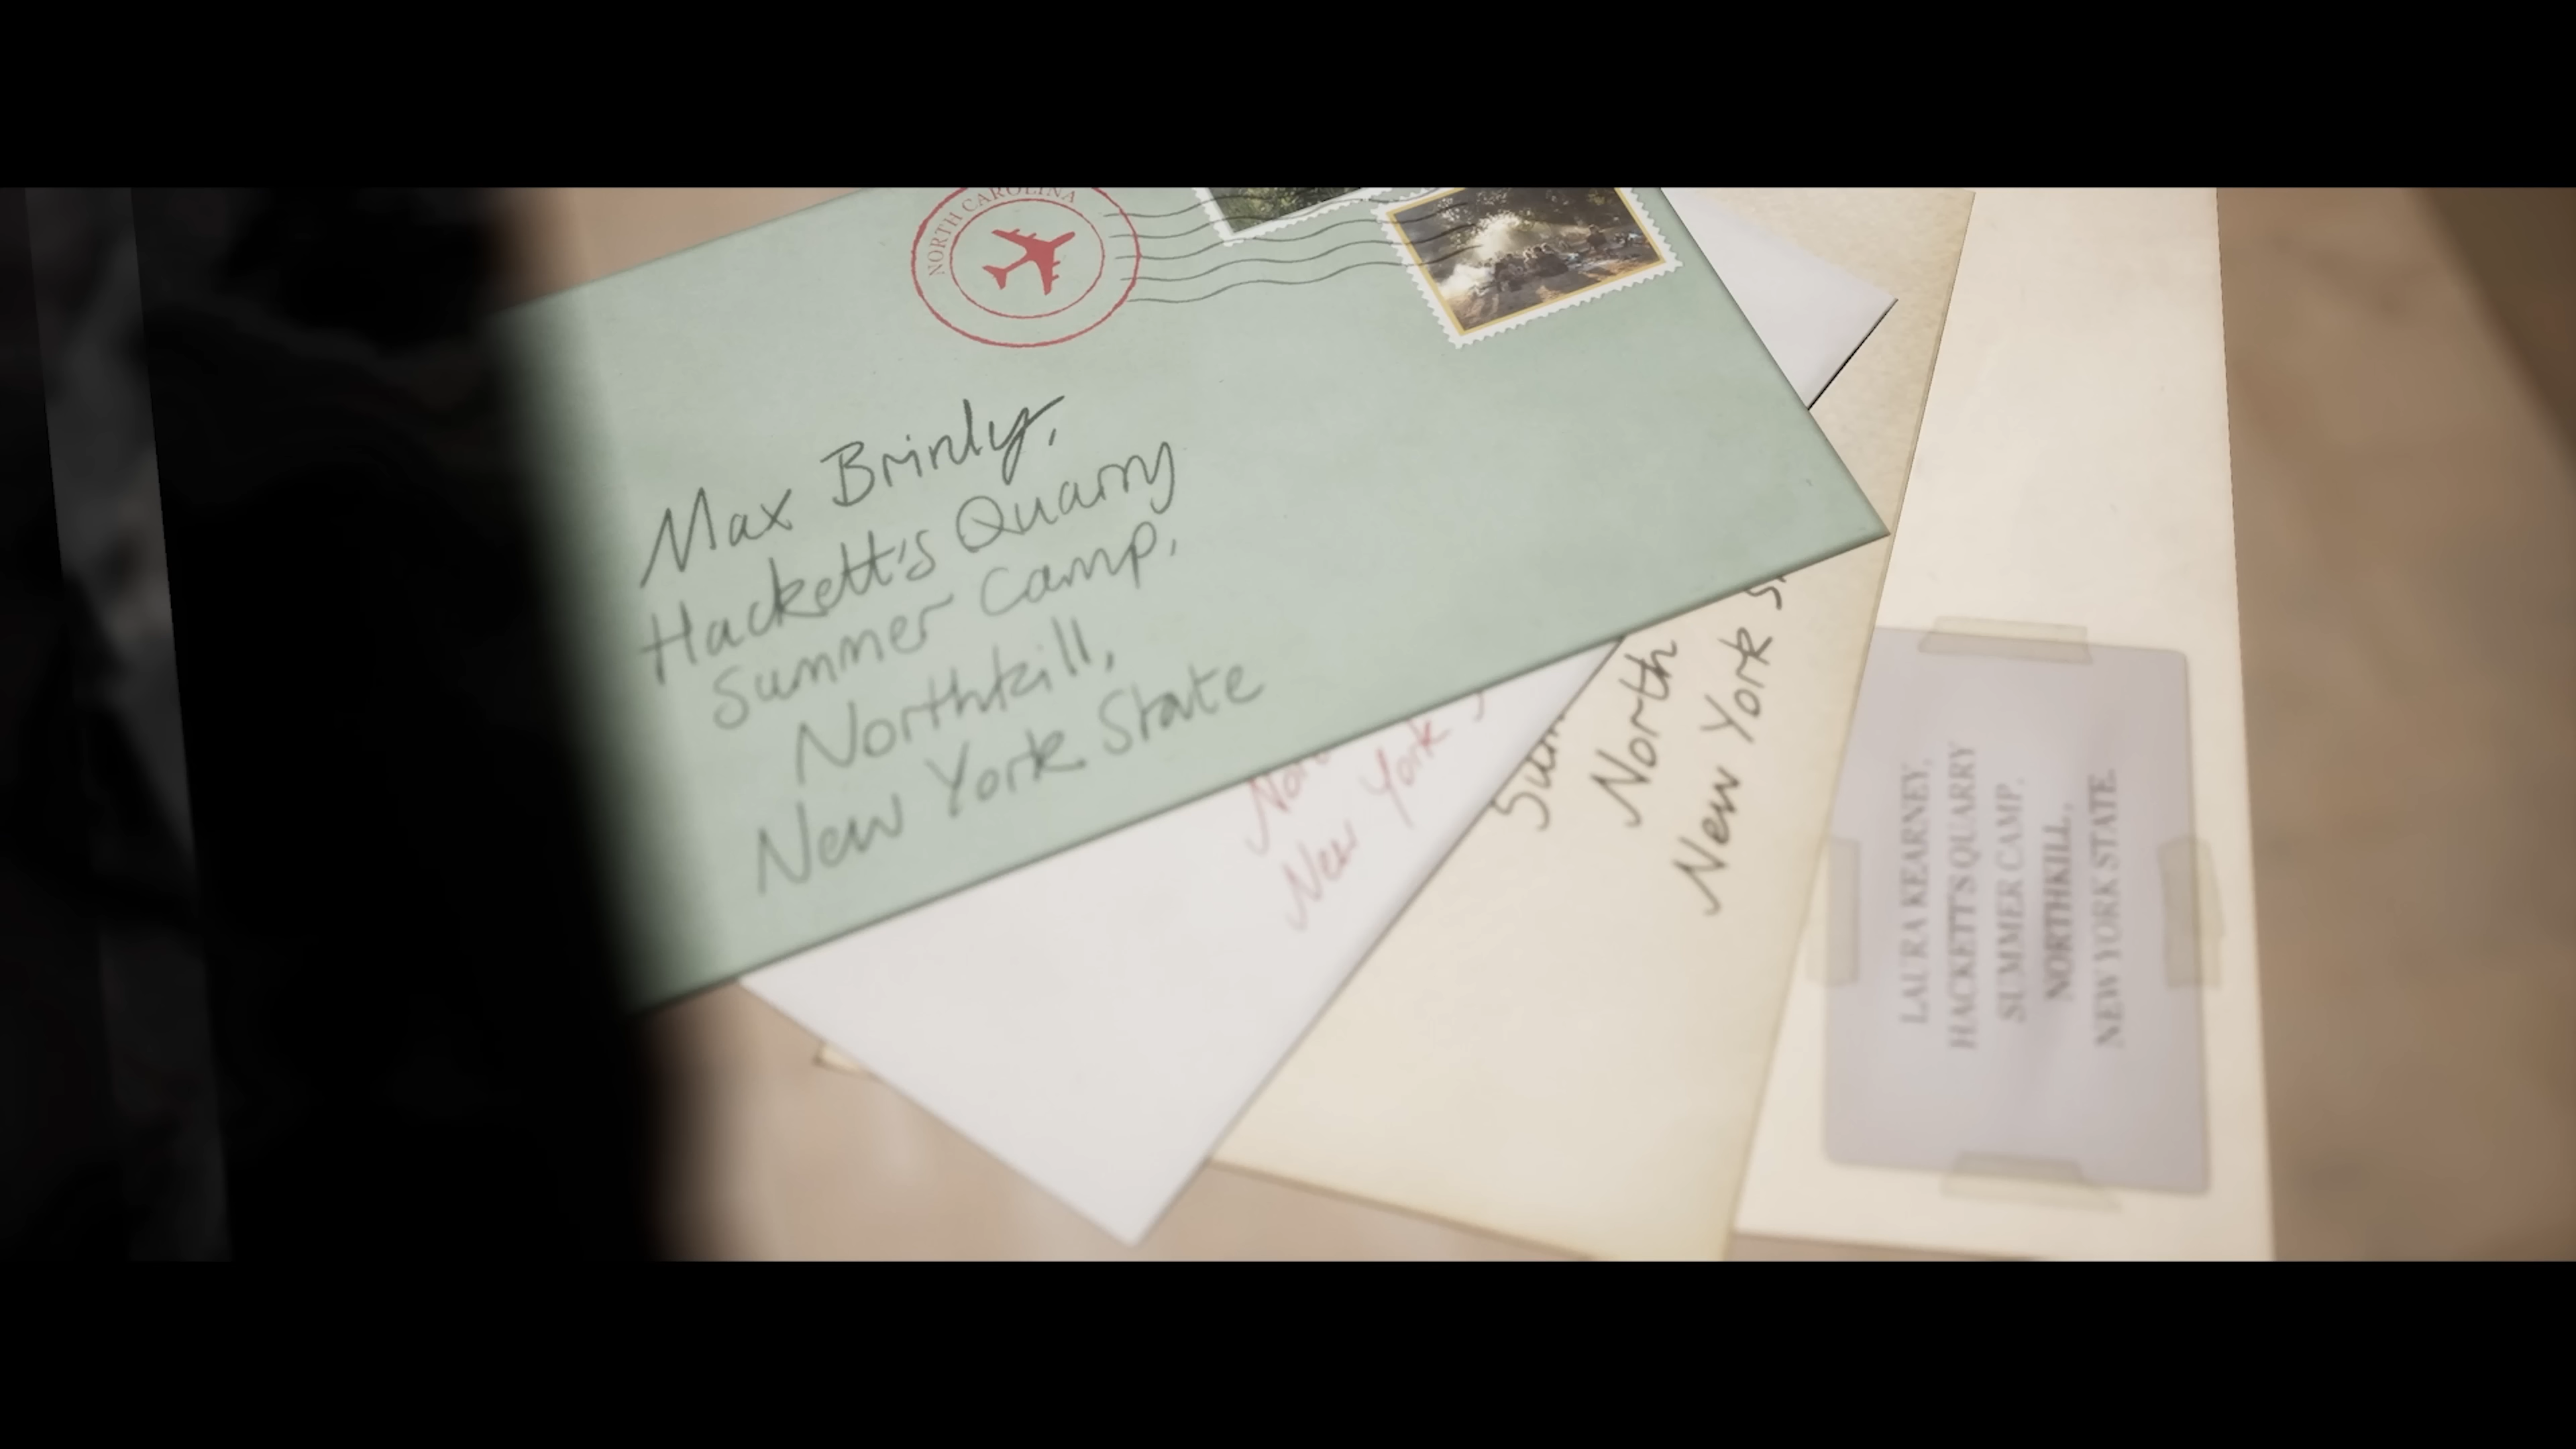 NORTH CAROLINA
Max Brinly,
Hackett's Quarry
Summer Camp,
Northkill,
New York State
New York
North
New York
LAURA KEARNEY,
HACKETT'S QUARRY
SUMMER CAMP,
NORTHKILL,
NEW YORK STATE.